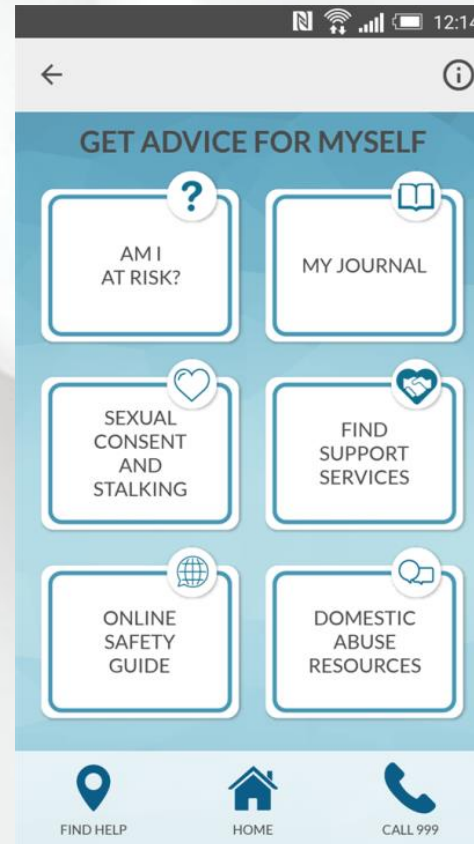 12:14
GET ADVICE FOR MYSELF
?
AM I
AT RISK?
MY JOURNAL
SEXUAL
CONSENT
AND
STALKING
FIND
SUPPORT
SERVICES
ONLINE
SAFETY
GUIDE
DOMESTIC
ABUSE
RESOURCES
FIND HELP
HOME
CALL 999